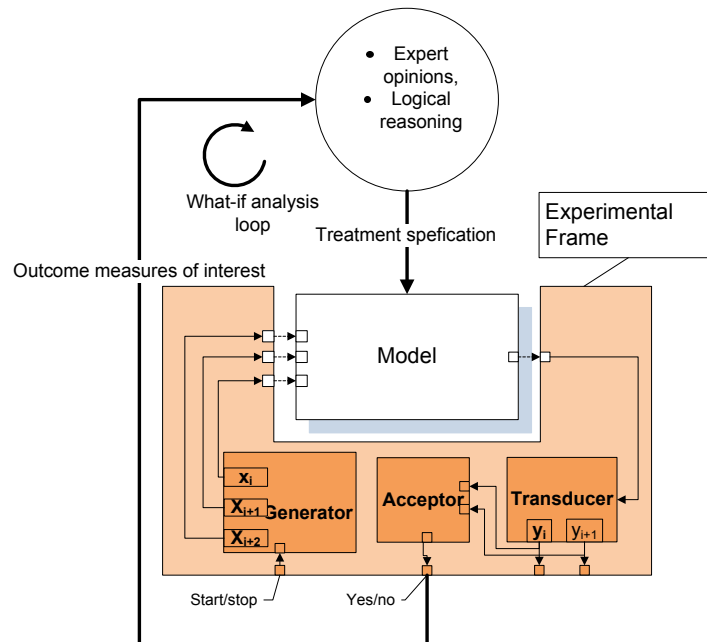 • Expert
opinions,
• Logical
reasoning
What-if analysis
loop
Treatment spefication
Experimental
Frame
Outcome measures of interest
Model
xᵢ
Xᵢ₊₁
Xᵢ₊₂
Generator
Acceptor
Transducer
yᵢ
yᵢ₊₁
Start/stop
Yes/no